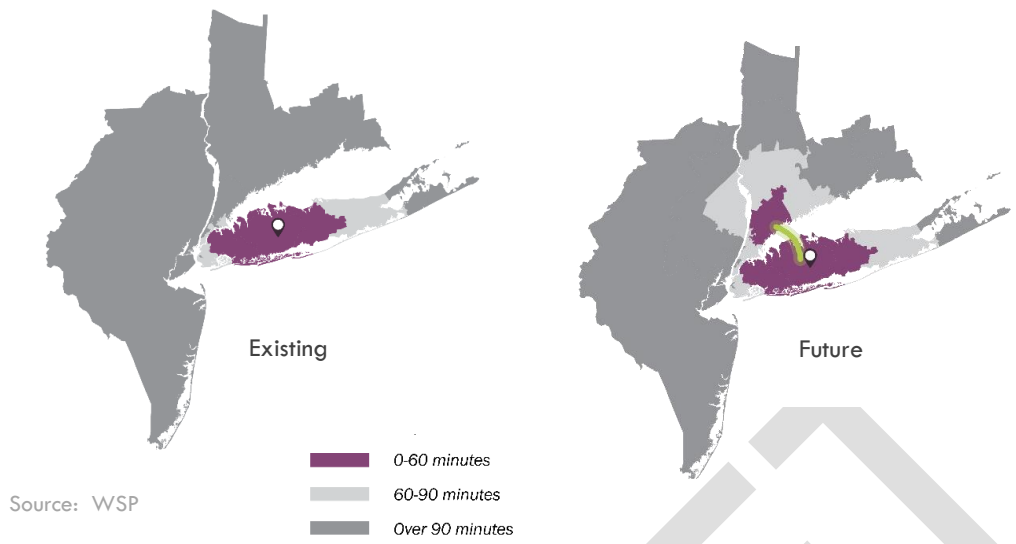 Existing
Future
0-60 minutes
60-90 minutes
Over 90 minutes
Source: WSP